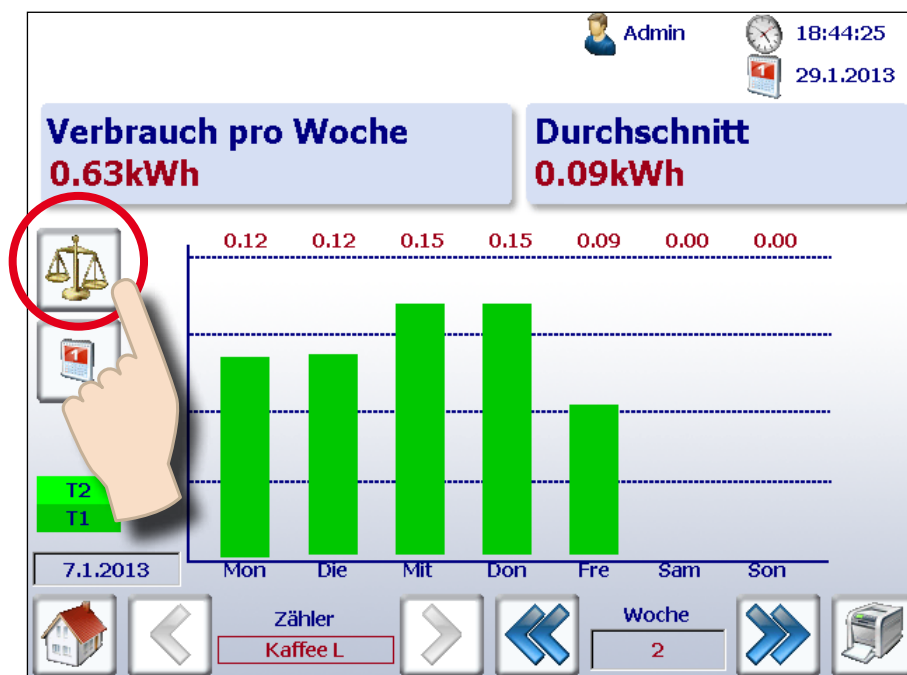 Admin
18:44:25
1
29.1.2013
Verbrauch pro Woche
0.63kWh
Durchschnitt
0.09kWh
0.12 0.12 0.15 0.15 0.09 0.00 0.00
1
T2
T1
7.1.2013
Mon Die Mit Don Fre Sam Son
Zähler
Kaffee L
Woche
2